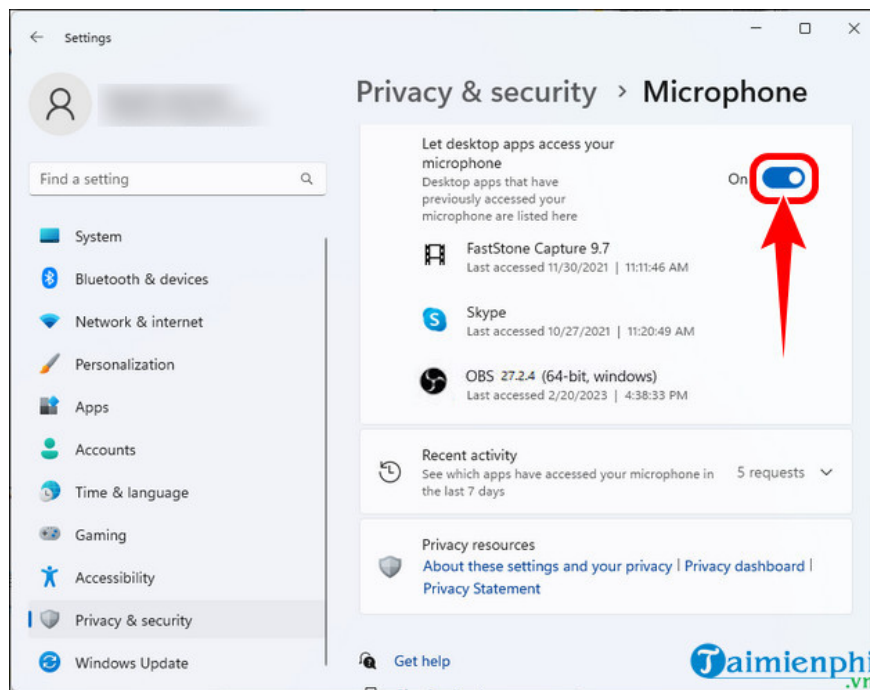 Settings
Privacy & security > Microphone
Find a setting
System
Bluetooth & devices
Network & internet
Personalization
Apps
Accounts
Time & language
Gaming
Accessibility
Privacy & security
Windows Update
Let desktop apps access your
microphone
Desktop apps that have
previously accessed your
microphone are listed here
On
FastStone Capture 9.7
Last accessed 11/30/2021 | 11:11:46 AM
Skype
Last accessed 10/27/2021 | 11:20:49 AM
OBS 27.2.4 (64-bit, windows)
Last accessed 2/20/2023 | 4:38:33 PM
Recent activity
See which apps have accessed your microphone in
the last 7 days
5 requests
Privacy resources
About these settings and your privacy | Privacy dashboard |
Privacy Statement
Get help
Taimienphi
.vn